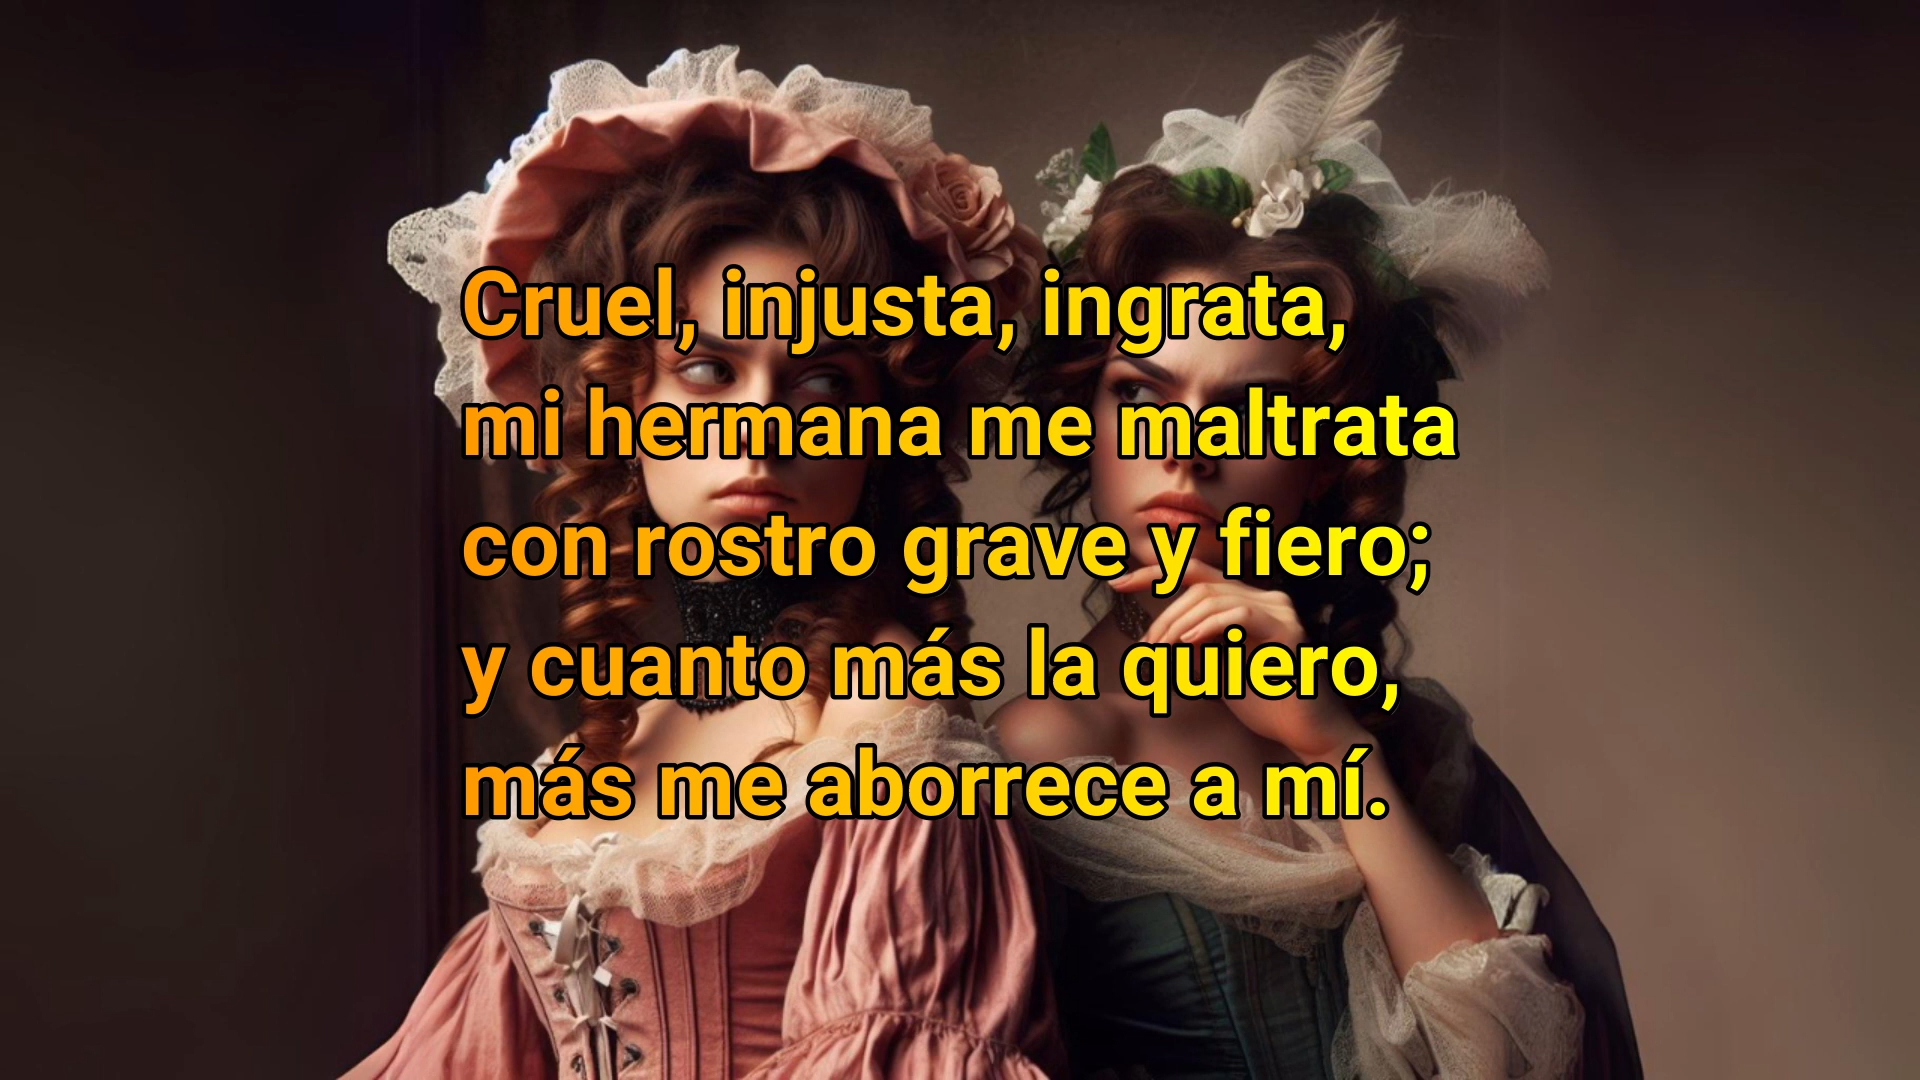 Cruel, injusta, ingrata,
mi hermana me maltrata
con rostro grave y fiero;
y cuanto más la quiero,
más me aborrece a mí.